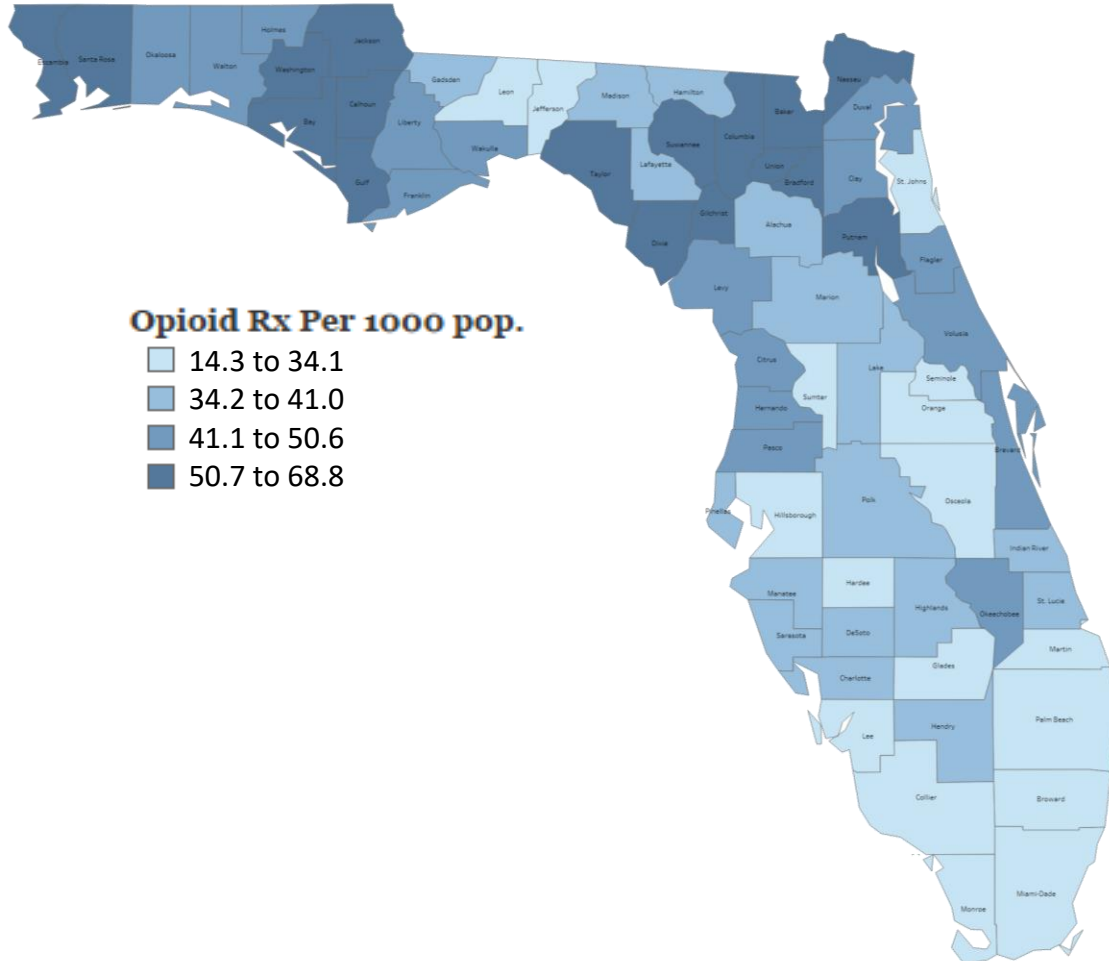 Holmes
Jackson
Escambia
Santa Rosa
Okaloosa
Walton
Washington
Gadsden
Leon
Madison
Hamilton
Nassau
Bay
Calhoun
Liberty
Jefferson
Columbia
Baker
Duval
Wakulla
Suwannee
Lafayette
Union
Gulf
Franklin
Taylor
Bradford
Clay
St. Johns
Gilchrist
Alachua
Dixie
Putnam
Flagler
Levy
Marion
Opioid Rx Per 1000 pop.
14.3 to 34.1
34.2 to 41.0
41.1 to 50.6
50.7 to 68.8
Volusia
Citrus
Lake
Seminole
Sumter
Orange
Hernando
Pasco
Brevard
Polk
Osceola
Pinellas
Hillsborough
Indian River
Hardee
Manatee
Highlands
Okeechobee
St. Lucie
Sarasota
DeSoto
Martin
Glades
Charlotte
Palm Beach
Hendry
Lee
Collier
Broward
Miami-Dade
Monroe